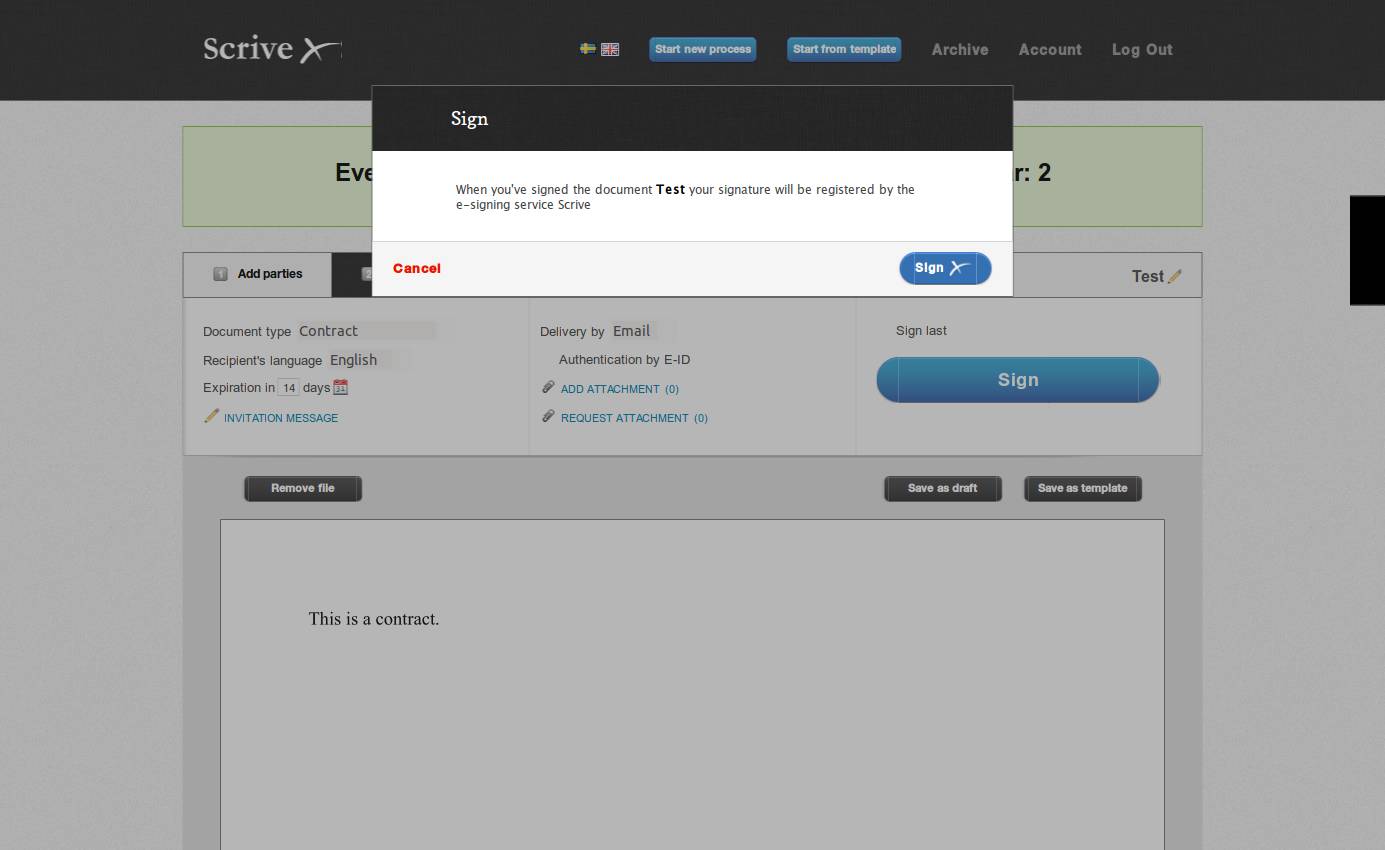 Scrive
Start new process
Start from template
Archive
Account
Log Out
Sign
When you've signed the document Test your signature will be registered by the
e-signing service Scrive
Cancel
Sign
r: 2
1 Add parties
2
Test
Document type Contract
Recipient's language English
Expiration in 14 days 31
INVITATION MESSAGE
Delivery by Email
Authentication by E-ID
ADD ATTACHMENT (0)
REQUEST ATTACHMENT (0)
Sign last
Sign
Remove file
Save as draft
Save as template
This is a contract.